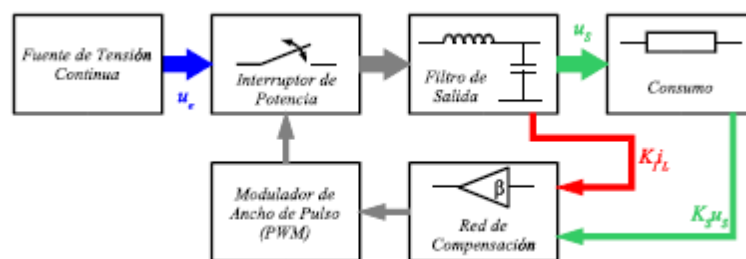 Fuente de Tensión
Continua
u_e
Interruptor de
Potencia
Filtro de
Salida
u_S
Consumo
K_i i_L
K_S u_S
Modulador de
Ancho de Pulso
(PWM)
β
Red de
Compensación